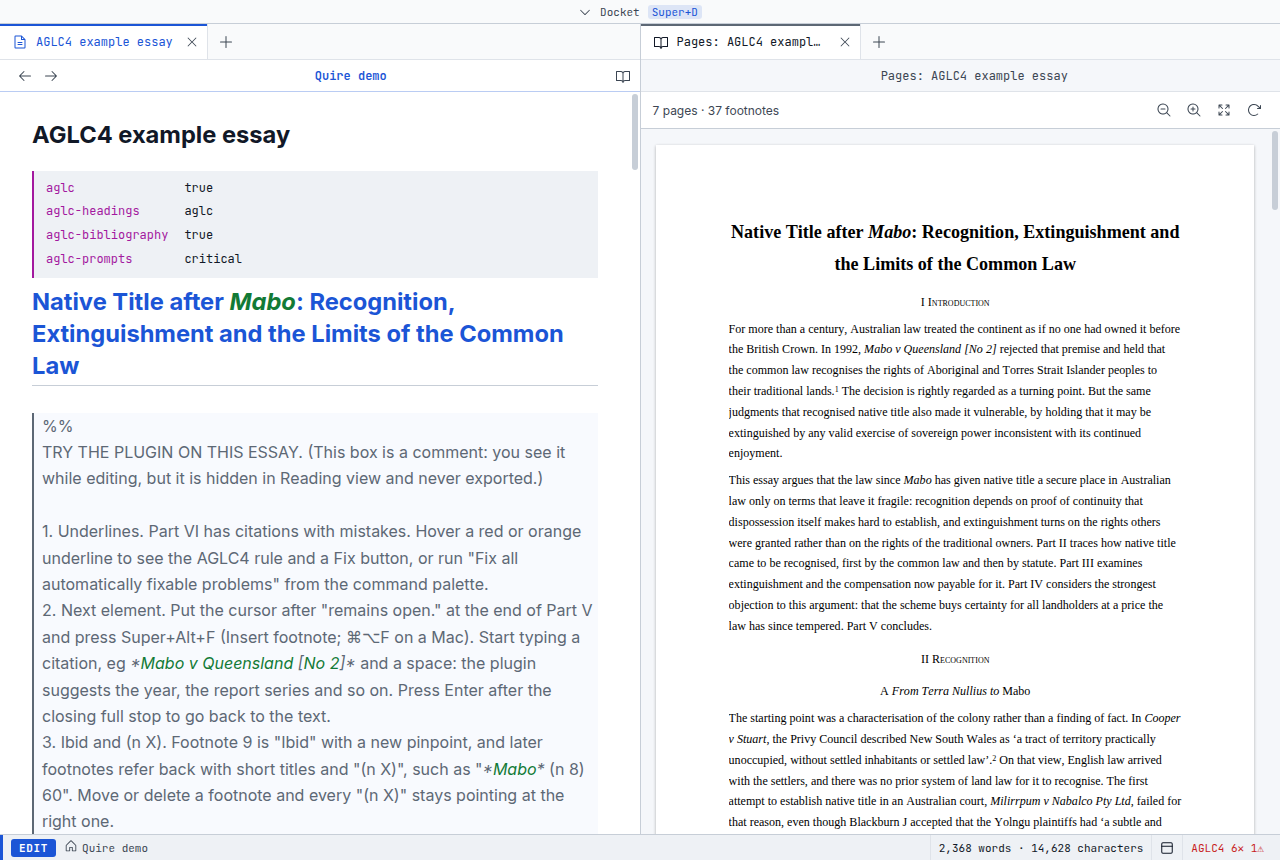 Docket Super+D
AGLC4 example essay
Pages: AGLC4 exampl…
Quire demo
Pages: AGLC4 example essay
AGLC4 example essay
aglc true
aglc-headings aglc
aglc-bibliography true
aglc-prompts critical
Native Title after Mabo: Recognition,
Extinguishment and the Limits of the Common
Law
%%
TRY THE PLUGIN ON THIS ESSAY. (This box is a comment: you see it
while editing, but it is hidden in Reading view and never exported.)
1. Underlines. Part VI has citations with mistakes. Hover a red or orange
underline to see the AGLC4 rule and a Fix button, or run "Fix all
automatically fixable problems" from the command palette.
2. Next element. Put the cursor after "remains open." at the end of Part V
and press Super+Alt+F (Insert footnote; ⌘⌥F on a Mac). Start typing a
citation, eg *Mabo v Queensland [No 2]* and a space: the plugin
suggests the year, the report series and so on. Press Enter after the
closing full stop to go back to the text.
3. Ibid and (n X). Footnote 9 is "Ibid" with a new pinpoint, and later
footnotes refer back with short titles and "(n X)", such as "*Mabo* (n 8)
60". Move or delete a footnote and every "(n X)" stays pointing at the
right one.
7 pages · 37 footnotes
Native Title after Mabo: Recognition, Extinguishment and
the Limits of the Common Law
I Introduction
For more than a century, Australian law treated the continent as if no one had owned it before
the British Crown. In 1992, Mabo v Queensland [No 2] rejected that premise and held that
the common law recognises the rights of Aboriginal and Torres Strait Islander peoples to
their traditional lands.1 The decision is rightly regarded as a turning point. But the same
judgments that recognised native title also made it vulnerable, by holding that it may be
extinguished by any valid exercise of sovereign power inconsistent with its continued
enjoyment.
This essay argues that the law since Mabo has given native title a secure place in Australian
law only on terms that leave it fragile: recognition depends on proof of continuity that
dispossession itself makes hard to establish, and extinguishment turns on the rights others
were granted rather than on the rights of the traditional owners. Part II traces how native title
came to be recognised, first by the common law and then by statute. Part III examines
extinguishment and the compensation now payable for it. Part IV considers the strongest
objection to this argument: that the scheme buys certainty for all landholders at a price the
law has since tempered. Part V concludes.
II Recognition
A From Terra Nullius to Mabo
The starting point was a characterisation of the colony rather than a finding of fact. In Cooper
v Stuart, the Privy Council described New South Wales as ‘a tract of territory practically
unoccupied, without settled inhabitants or settled law’.2 On that view, English law arrived
with the settlers, and there was no prior system of land law for it to recognise. The first
attempt to establish native title in an Australian court, Milirrpum v Nabalco Pty Ltd, failed for
that reason, even though Blackburn J accepted that the Yolngu plaintiffs had ‘a subtle and
EDIT Quire demo
2,368 words · 14,628 characters
AGLC4 6× 1⚠